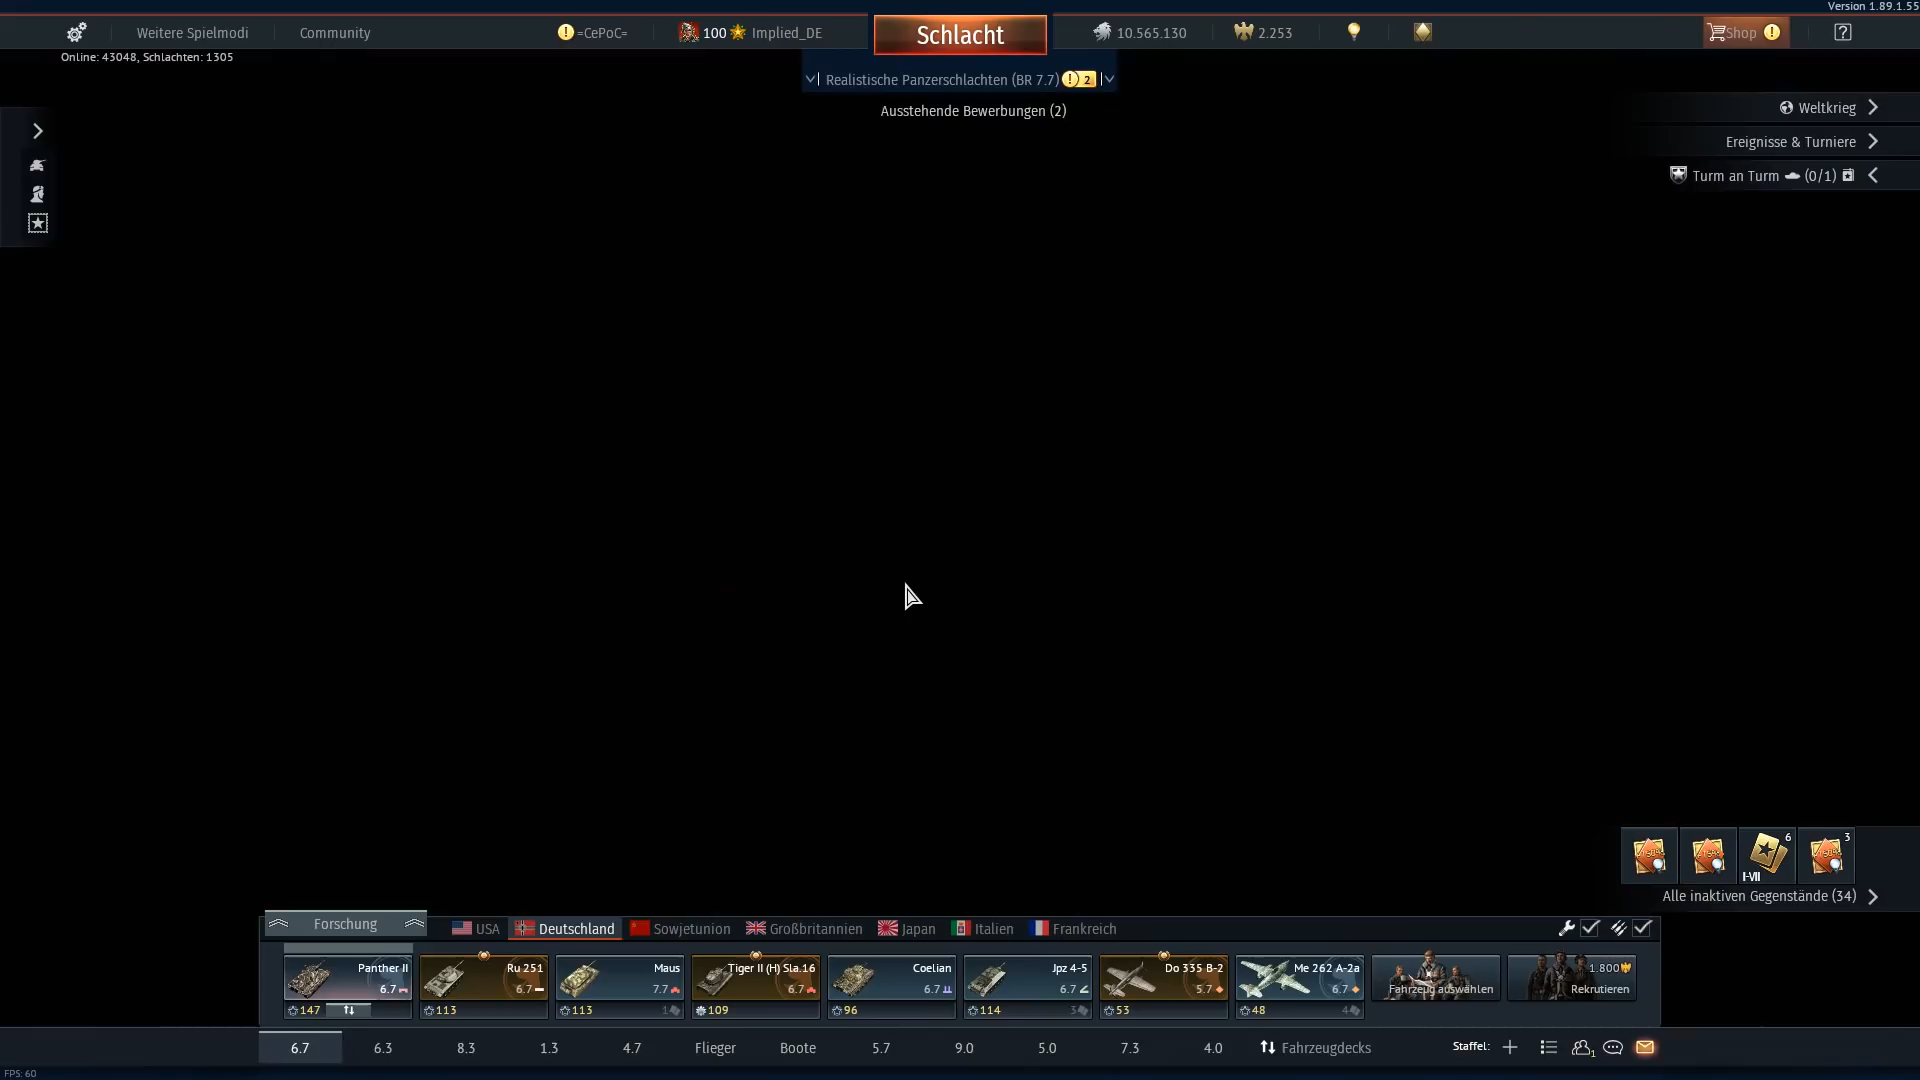 Version 1.89.1.55
Weitere Spielmodi
Community
=CePoC=
100 Implied_DE
Schlacht
10.565.130
2.253
Shop
Online: 43048, Schlachten: 1305
Realistische Panzerschlachten (BR 7.7) 2
Ausstehende Bewerbungen (2)
Weltkrieg
Ereignisse & Turniere
Turm an Turm (0/1)
6
3
I-VII
Alle inaktiven Gegenstände (34)
Forschung
USA
Deutschland
Sowjetunion
Großbritannien
Japan
Italien
Frankreich
Panther II
6.7
147
Ru 251
6.7
113
Maus
7.7
113
1
Tiger II (H) Sla.16
6.7
109
Coelian
6.7
96
Jpz 4-5
6.7
114
3
Do 335 B-2
5.7
53
Me 262 A-2a
6.7
48
4
Fahrzeug auswählen
1.800
Rekrutieren
6.7
6.3
8.3
1.3
4.7
Flieger
Boote
5.7
9.0
5.0
7.3
4.0
Fahrzeugdecks
Staffel:
1
FPS: 60